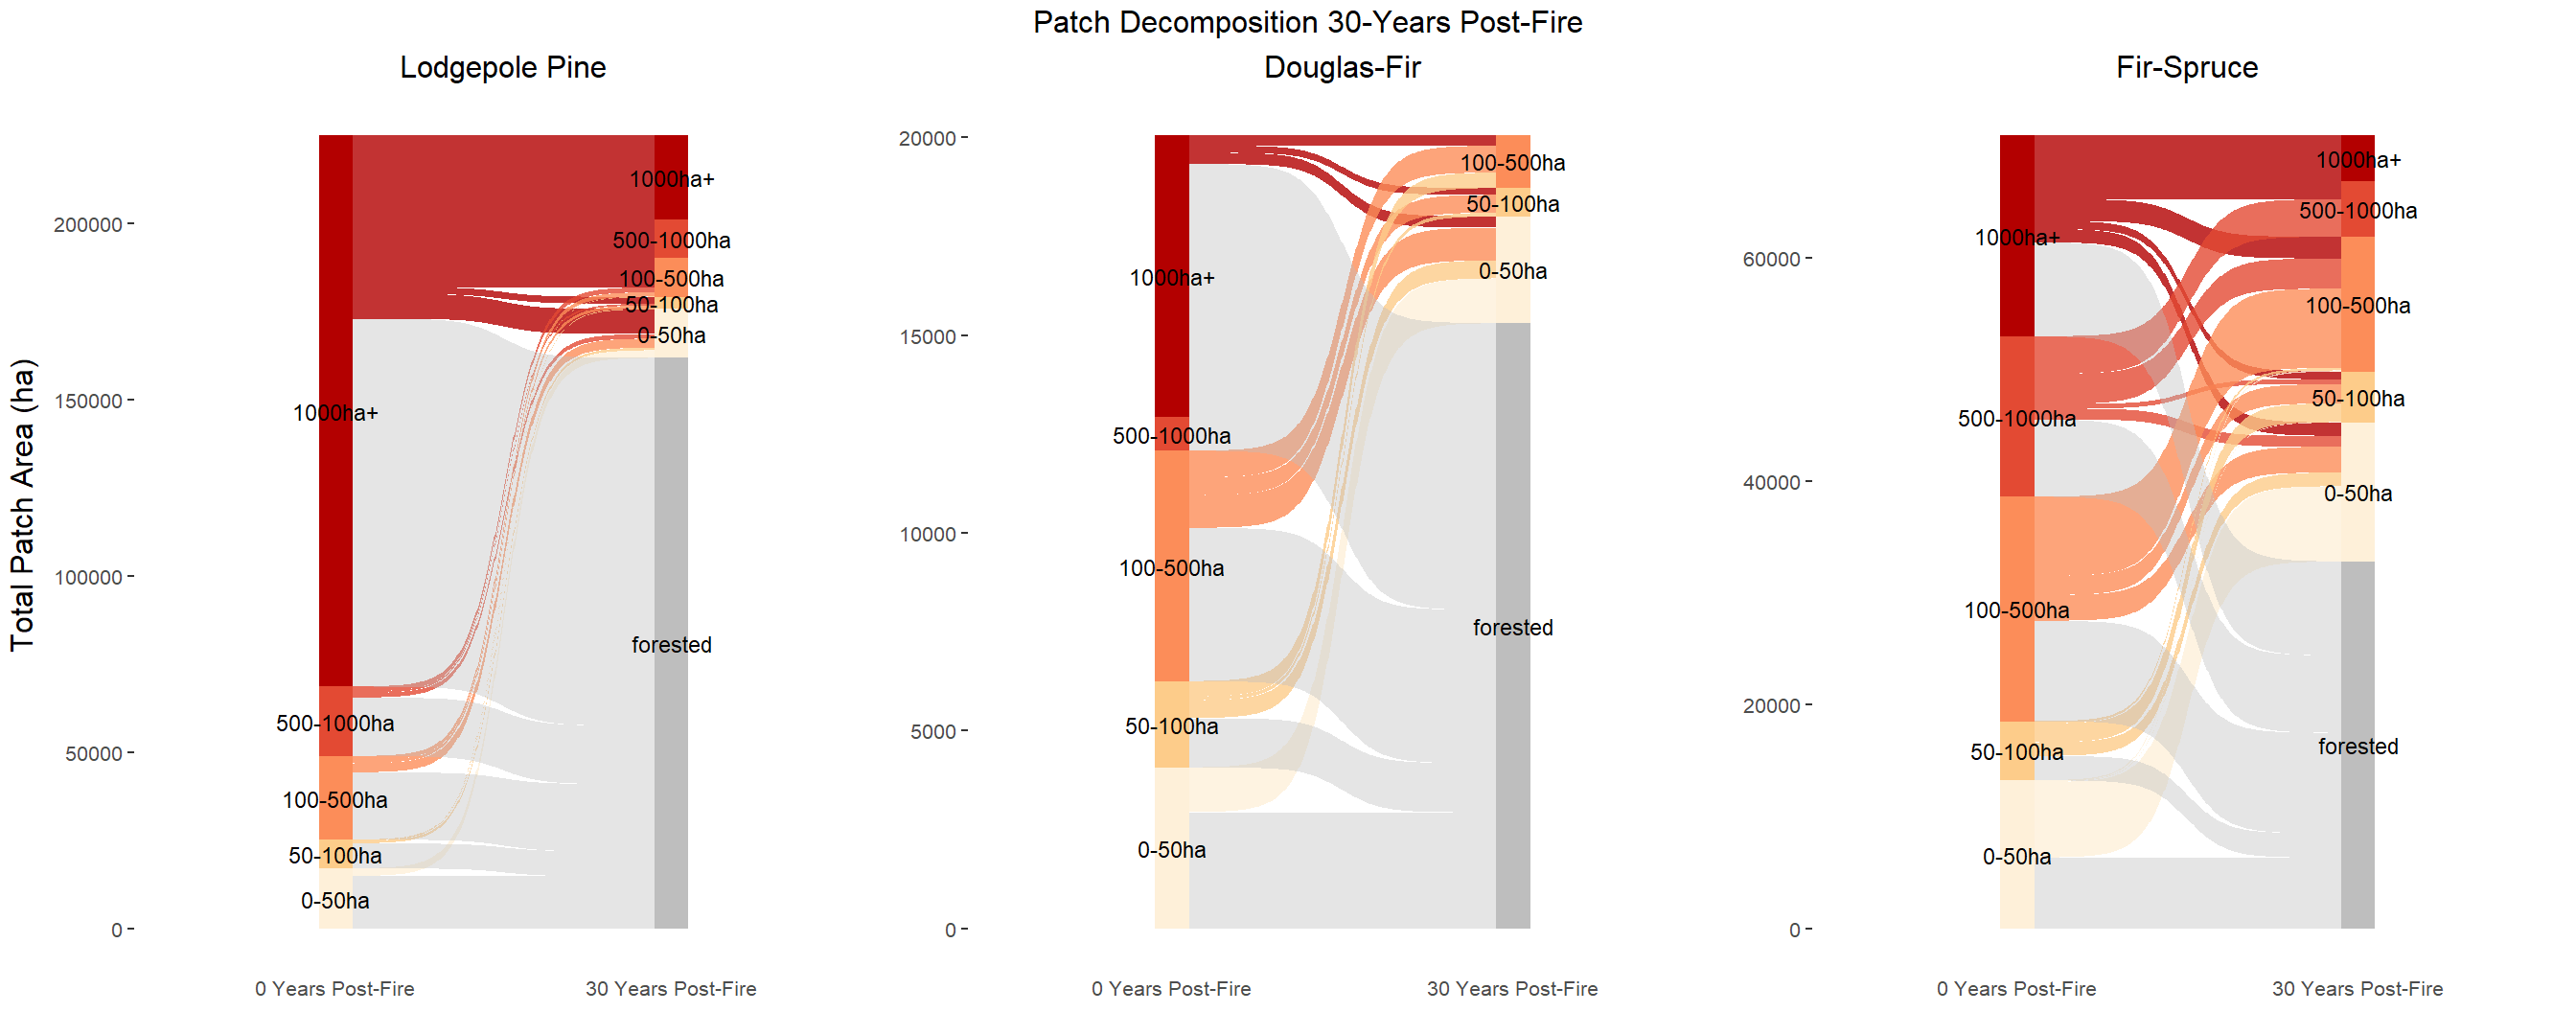 Patch Decomposition 30-Years Post-Fire
Lodgepole Pine
Douglas-Fir
Fir-Spruce
Total Patch Area (ha)
200000
150000
100000
50000
0
1000ha+
500-1000ha
100-500ha
50-100ha
0-50ha
1000ha+
500-1000ha
100-500ha
50-100ha
0-50ha
forested
0 Years Post-Fire
30 Years Post-Fire
20000
15000
10000
5000
0
1000ha+
500-1000ha
100-500ha
50-100ha
0-50ha
100-500ha
50-100ha
0-50ha
forested
0 Years Post-Fire
30 Years Post-Fire
60000
40000
20000
0
1000ha+
500-1000ha
100-500ha
50-100ha
0-50ha
1000ha+
500-1000ha
100-500ha
50-100ha
0-50ha
forested
0 Years Post-Fire
30 Years Post-Fire